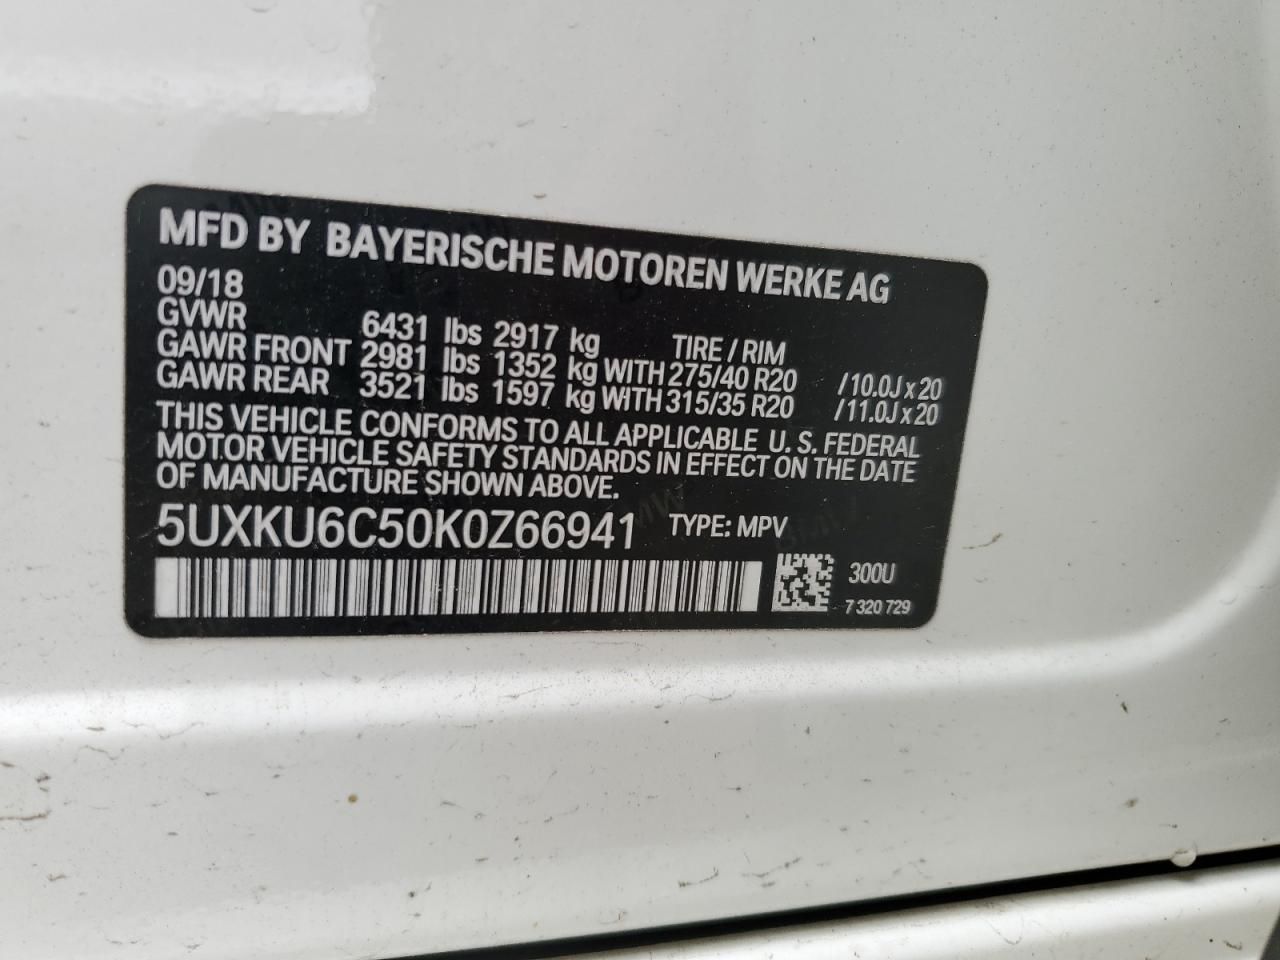 MFD BY BAYERISCHE MOTOREN WERKE AG
09/18
GVWR 6431 lbs 2917 kg TIRE / RIM
GAWR FRONT 2981 lbs 1352 kg WITH 275/40 R20 /10.0J x 20
GAWR REAR 3521 lbs 1597 kg WITH 315/35 R20 /11.0J x 20
THIS VEHICLE CONFORMS TO ALL APPLICABLE U. S. FEDERAL
MOTOR VEHICLE SAFETY STANDARDS IN EFFECT ON THE DATE
OF MANUFACTURE SHOWN ABOVE.
5UXKU6C50K0Z66941 TYPE: MPV
300U
7 320 729